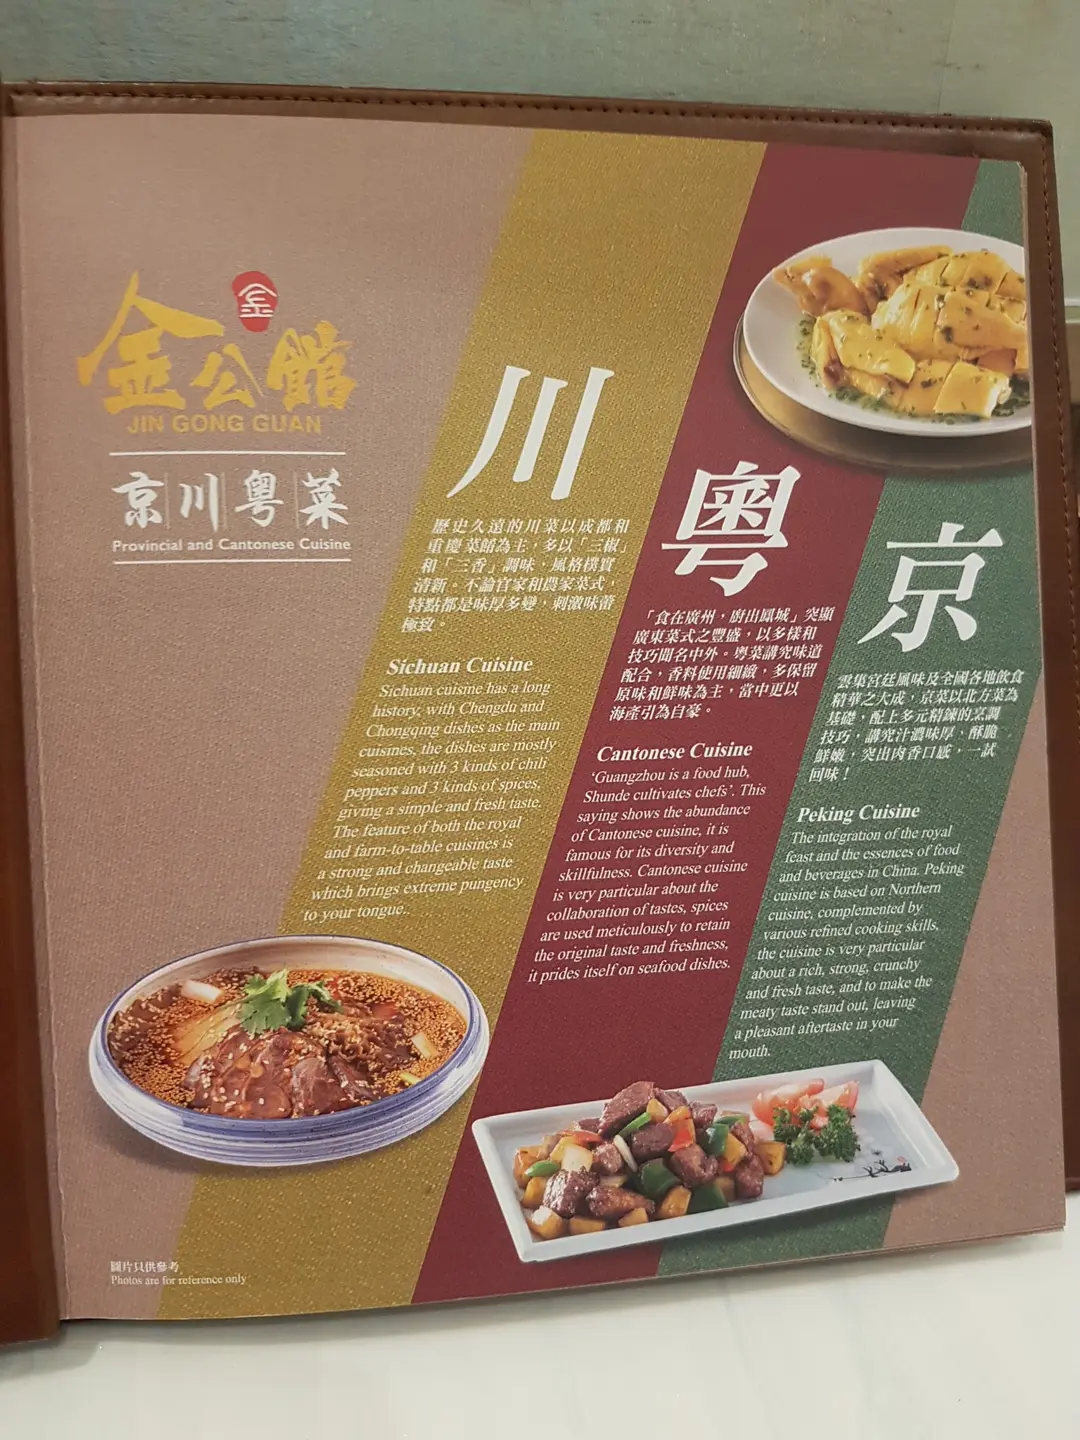 金
金公館
JIN GONG GUAN
京川粵菜
Provincial and Cantonese Cuisine
川
歷史久遠的川菜以成都和
重慶菜餚為主，多以「三椒」
和「三香」調味，風格樸實
清新。不論官家和農家菜式，
特點都是味厚多變，刺激味蕾
極致。
Sichuan Cuisine
Sichuan cuisine has a long
history, with Chengdu and
Chongqing dishes as the main
cuisines, the dishes are mostly
seasoned with 3 kinds of chili
peppers and 3 kinds of spices,
giving a simple and fresh taste.
The feature of both the royal
and farm-to-table cuisines is
a strong and changeable taste
which brings extreme pungency
to your tongue.
粵
「食在廣州，廚出鳳城」突顯
廣東菜式之豐盛，以多樣和
技巧聞名中外。粵菜講究味道
配合，香料使用細緻，多保留
原味和鮮味為主，當中更以
海產引為自豪。
Cantonese Cuisine
‘Guangzhou is a food hub,
Shunde cultivates chefs’. This
saying shows the abundance
of Cantonese cuisine, it is
famous for its diversity and
skillfulness. Cantonese cuisine
is very particular about the
collaboration of tastes, spices
are used meticulously to retain
the original taste and freshness,
it prides itself on seafood dishes.
京
雲集宮廷風味及全國各地飲食
精華之大成，京菜以北方菜為
基礎，配上多元精鍊的烹調
技巧，講究汁濃味厚、酥脆
鮮嫩，突出肉香口感，一試
回味！
Peking Cuisine
The integration of the royal
feast and the essences of food
and beverages in China. Peking
cuisine is based on Northern
cuisine, complemented by
various refined cooking skills,
the cuisine is very particular
about a rich, strong, crunchy
and fresh taste, and to make the
meaty taste stand out, leaving
a pleasant aftertaste in your
mouth.
圖片只供參考
Photos are for reference only